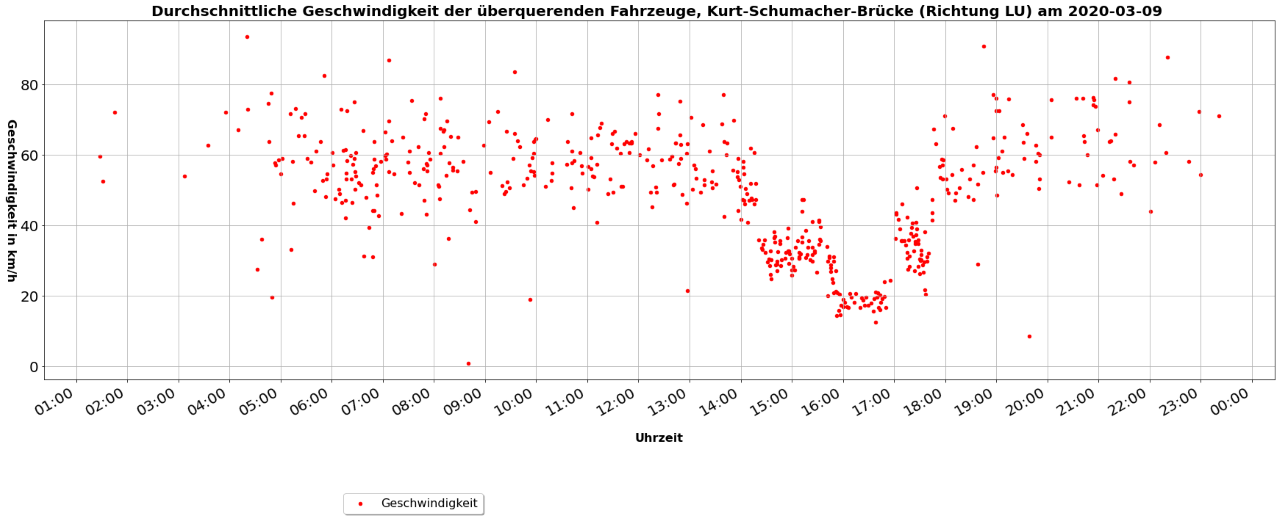 Durchschnittliche Geschwindigkeit der überquerenden Fahrzeuge, Kurt-Schumacher-Brücke (Richtung LU) am 2020-03-09
Geschwindigkeit in km/h
80
60
40
20
0
01:00 02:00 03:00 04:00 05:00 06:00 07:00 08:00 09:00 10:00 11:00 12:00 13:00 14:00 15:00 16:00 17:00 18:00 19:00 20:00 21:00 22:00 23:00 00:00
Uhrzeit
Geschwindigkeit